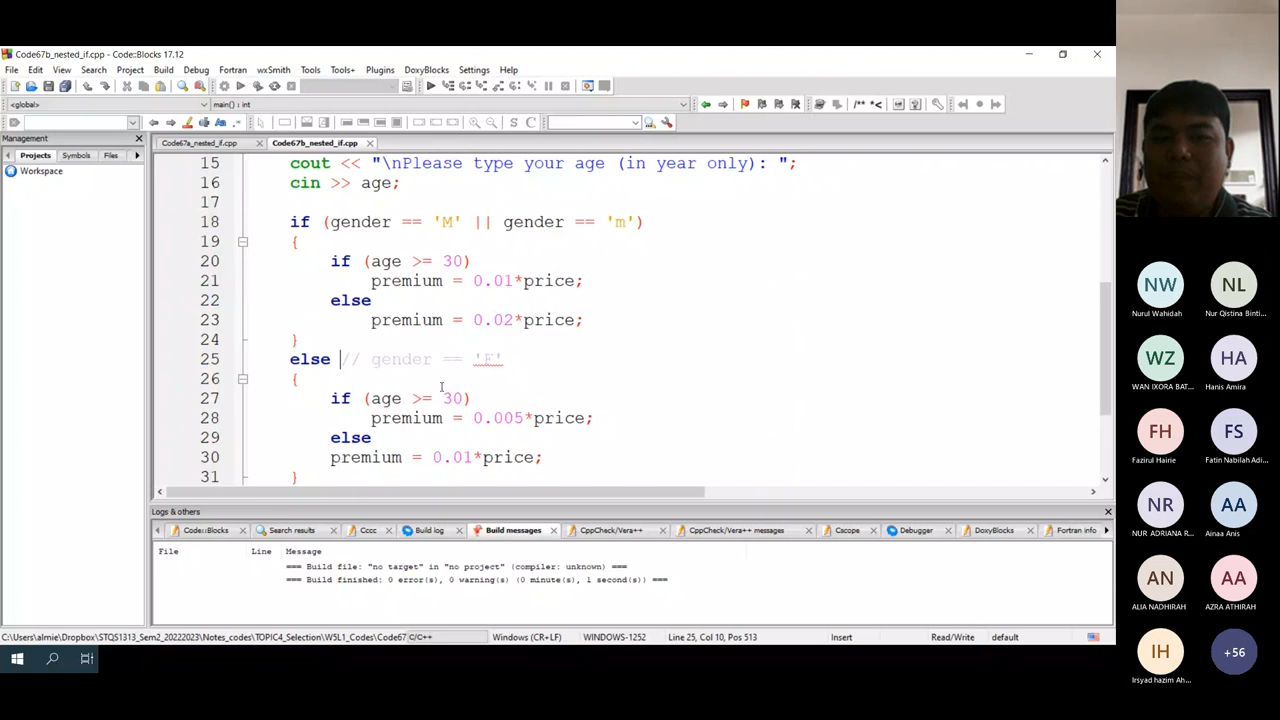 Code67b_nested_if.cpp - Code::Blocks 17.12
File Edit View Search Project Build Debug Fortran wxSmith Tools Tools+ Plugins DoxyBlocks Settings Help
<global> main() : int
Management
Projects Symbols Files
Workspace
Code67a_nested_if.cpp Code67b_nested_if.cpp
15 cout << "\nPlease type your age (in year only): ";
16 cin >> age;
17
18 if (gender == 'M' || gender == 'm')
19 {
20 if (age >= 30)
21 premium = 0.01*price;
22 else
23 premium = 0.02*price;
24 }
25 else // gender == 'F'
26 {
27 if (age >= 30)
28 premium = 0.005*price;
29 else
30 premium = 0.01*price;
31 }
Logs & others
Code::Blocks Search results Cccc Build log Build messages CppCheck/Vera++ CppCheck/Vera++ messages Cscope Debugger DoxyBlocks Fortran info
File Line Message
=== Build file: "no target" in "no project" (compiler: unknown) ===
=== Build finished: 0 error(s), 0 warning(s) (0 minute(s), 1 second(s)) ===
C:\Users\almie\Dropbox\STQS1313_Sem2_20222023\Notes_codes\TOPIC4_Selection\W5L1_Codes\Code67 C/C++ Windows (CR+LF) WINDOWS-1252 Line 25, Col 10, Pos 513 Insert Read/Write default
NW NL
Nurul Wahidah Nur Qistina Binti...
WZ HA
WAN IXORA BAT... Hanis Amira
FH FS
Fazirul Hairie Fatin Nabilah Adi...
NR AA
NUR ADRIANA R... Ainaa Anis
AN AA
ALIA NADHIRAH AZRA ATHIRAH
IH +56
Irsyad hazim Ah...